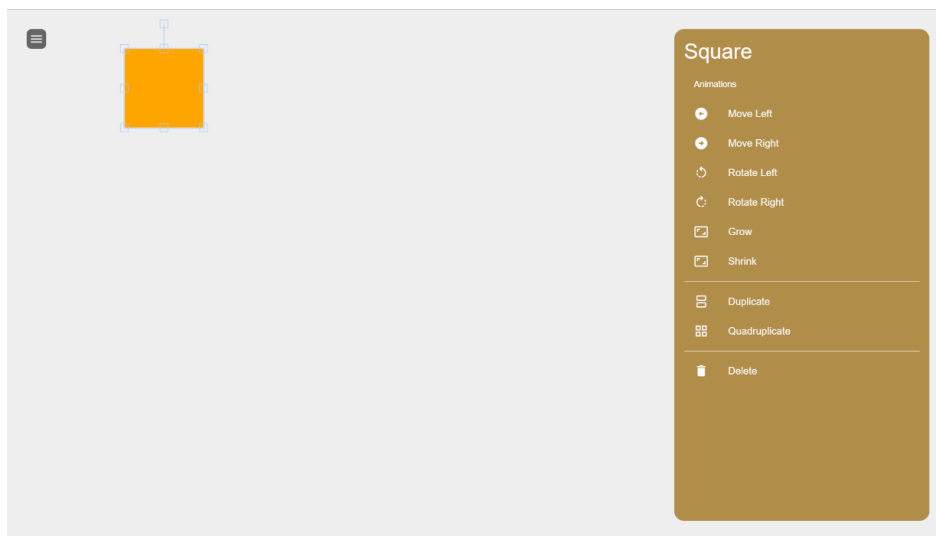 Square
Animations
Move Left
Move Right
Rotate Left
Rotate Right
Grow
Shrink
Duplicate
Quadruplicate
Delete